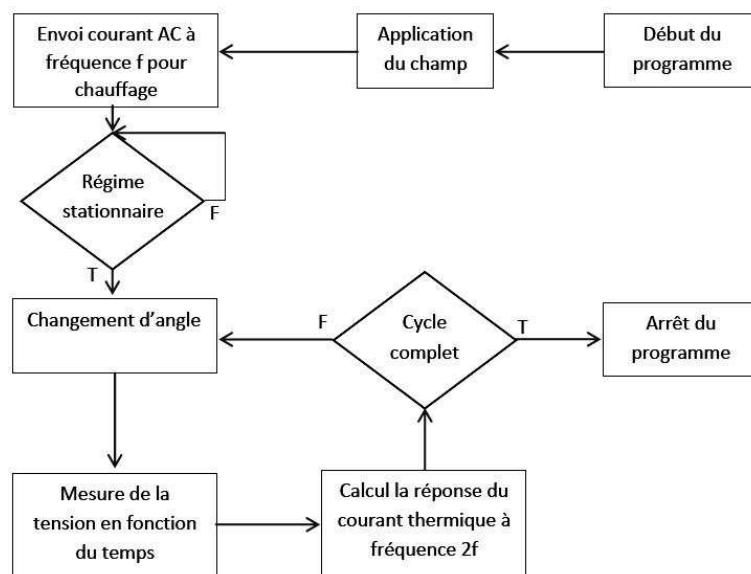 Envoi courant AC à
fréquence f pour
chauffage
Application
du champ
Début du
programme
Régime
stationnaire
F
T
Changement d’angle
F
Cycle
complet
T
Arrêt du
programme
Mesure de la
tension en fonction
du temps
Calcul la réponse du
courant thermique à
fréquence 2f